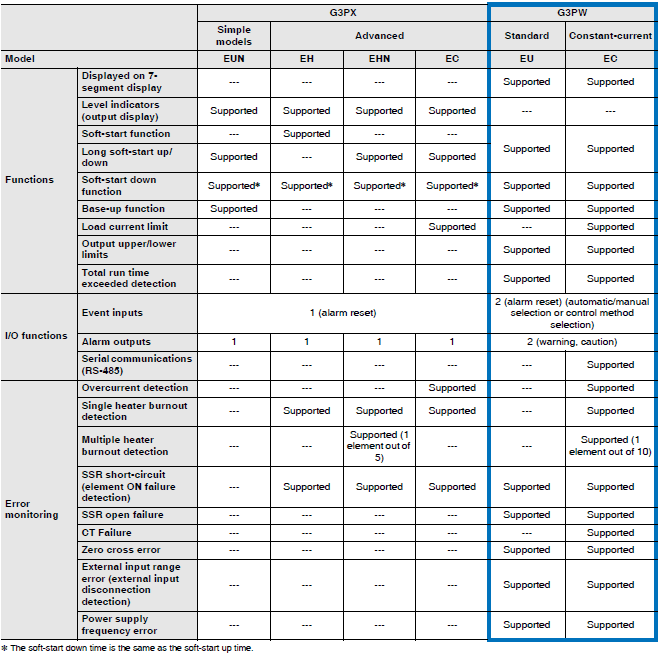 G3PX G3PW
Simple models Advanced Standard Constant-current
Model EUN EH EHN EC EU EC
Functions
Displayed on 7-segment display --- --- --- --- Supported Supported
Level indicators (output display) Supported Supported Supported Supported --- ---
Soft-start function --- Supported --- --- Supported Supported
Long soft-start up/down Supported --- Supported Supported
Soft-start down function Supported* Supported* Supported* Supported* Supported Supported
Base-up function Supported --- --- --- Supported Supported
Load current limit --- --- --- Supported --- Supported
Output upper/lower limits --- --- --- --- Supported Supported
Total run time exceeded detection --- --- --- --- Supported Supported
I/O functions
Event inputs 1 (alarm reset) 2 (alarm reset) (automatic/manual selection or control method selection)
Alarm outputs 1 1 1 1 2 (warning, caution)
Serial communications (RS-485) --- --- --- --- --- Supported
Error monitoring
Overcurrent detection --- --- --- Supported --- Supported
Single heater burnout detection --- Supported Supported Supported --- Supported
Multiple heater burnout detection --- --- Supported (1 element out of 5) --- --- Supported (1 element out of 10)
SSR short-circuit (element ON failure detection) --- Supported Supported Supported Supported Supported
SSR open failure --- --- --- --- Supported Supported
CT Failure --- --- --- --- --- Supported
Zero cross error --- --- --- --- Supported Supported
External input range error (external input disconnection detection) --- --- --- --- Supported Supported
Power supply frequency error --- --- --- --- Supported Supported
* The soft-start down time is the same as the soft-start up time.